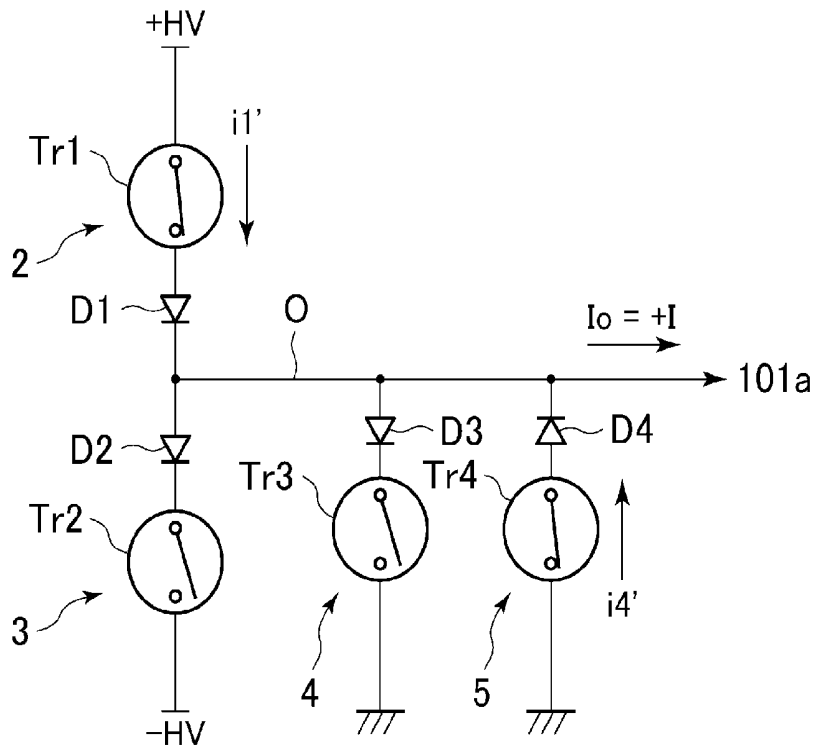 +HV
i1'
Tr1
2
D1
O
Io = +I
101a
D2
D3
D4
Tr2
Tr3
Tr4
3
4
5
i4'
-HV